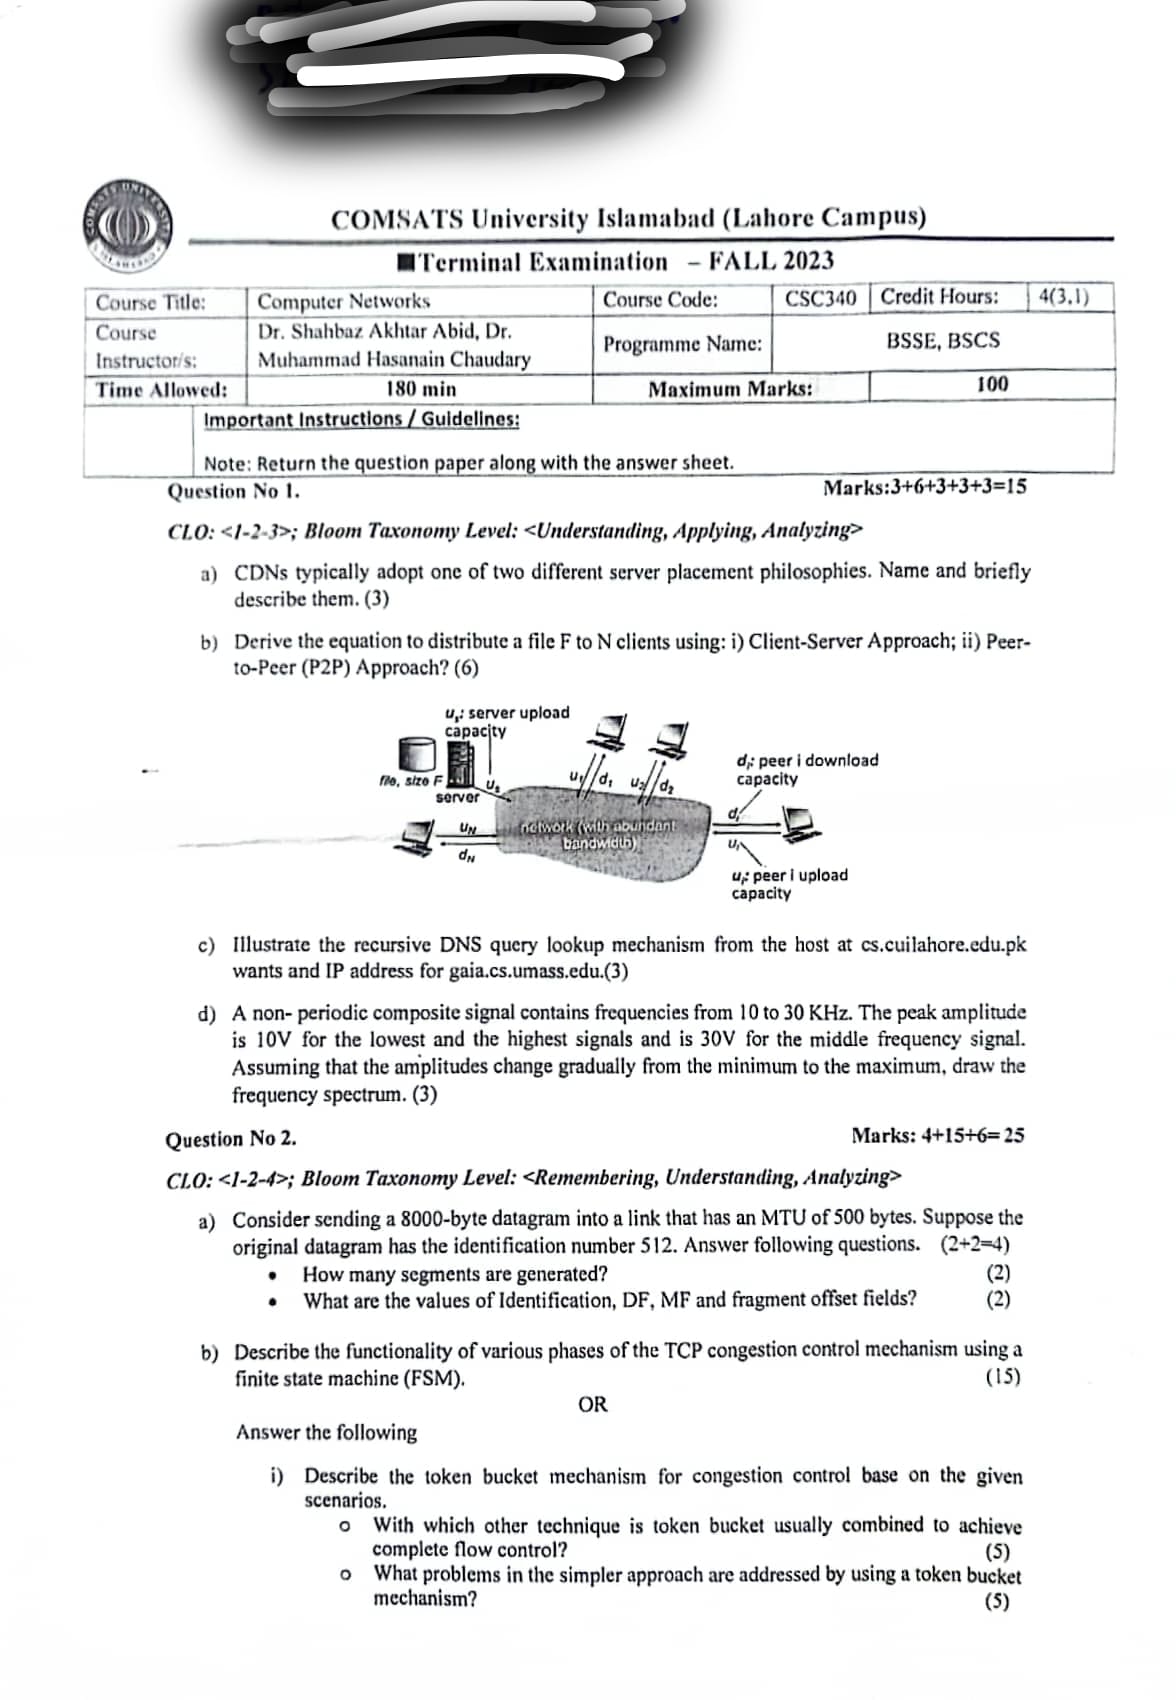 COMSATS University Islamabad (Lahore Campus)
Terminal Examination – FALL 2023
Course Title: Computer Networks Course Code: CSC340 Credit Hours: 4(3,1)
Course Instructor/s: Dr. Shahbaz Akhtar Abid, Dr. Muhammad Hasanain Chaudary Programme Name: BSSE, BSCS
Time Allowed: 180 min Maximum Marks: 100
Important Instructions / Guidelines:
Note: Return the question paper along with the answer sheet.
Question No 1. Marks:3+6+3+3+3=15
CLO: <1-2-3>; Bloom Taxonomy Level: <Understanding, Applying, Analyzing>
a) CDNs typically adopt one of two different server placement philosophies. Name and briefly
describe them. (3)
b) Derive the equation to distribute a file F to N clients using: i) Client-Server Approach; ii) Peer-
to-Peer (P2P) Approach? (6)
uₛ: server upload
capacity
file, size F
server
uₛ
u₁ d₁ u₂ d₂
dᵢ: peer i download
capacity
dᵢ
uN
dN
network (with abundant
bandwidth)
uᵢ
uᵢ: peer i upload
capacity
c) Illustrate the recursive DNS query lookup mechanism from the host at cs.cuilahore.edu.pk
wants and IP address for gaia.cs.umass.edu.(3)
d) A non- periodic composite signal contains frequencies from 10 to 30 KHz. The peak amplitude
is 10V for the lowest and the highest signals and is 30V for the middle frequency signal.
Assuming that the amplitudes change gradually from the minimum to the maximum, draw the
frequency spectrum. (3)
Question No 2. Marks: 4+15+6= 25
CLO: <1-2-4>; Bloom Taxonomy Level: <Remembering, Understanding, Analyzing>
a) Consider sending a 8000-byte datagram into a link that has an MTU of 500 bytes. Suppose the
original datagram has the identification number 512. Answer following questions. (2+2=4)
• How many segments are generated? (2)
• What are the values of Identification, DF, MF and fragment offset fields? (2)
b) Describe the functionality of various phases of the TCP congestion control mechanism using a
finite state machine (FSM). (15)
OR
Answer the following
i) Describe the token bucket mechanism for congestion control base on the given
scenarios.
o With which other technique is token bucket usually combined to achieve
complete flow control? (5)
o What problems in the simpler approach are addressed by using a token bucket
mechanism? (5)